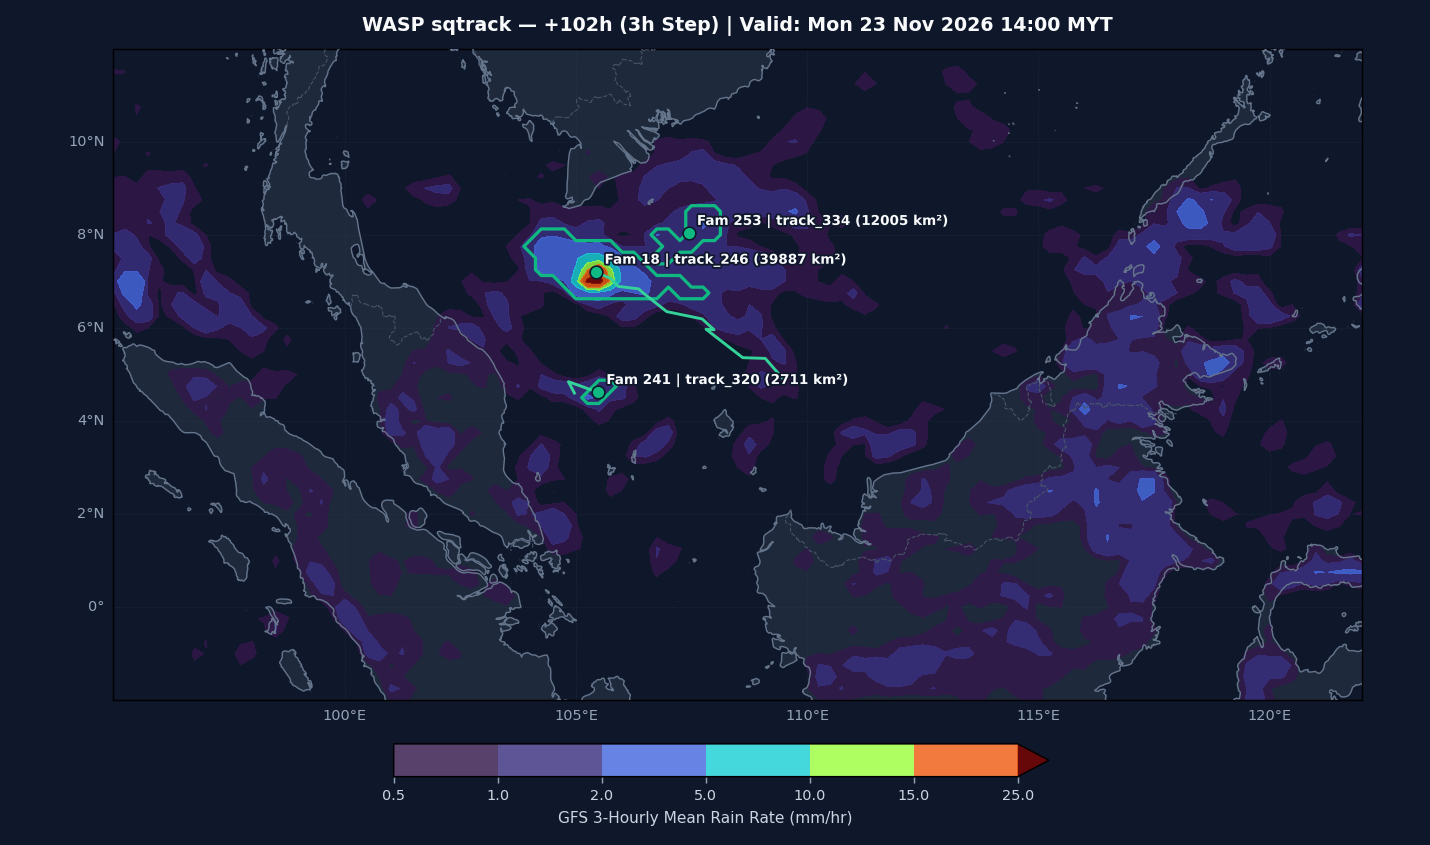 WASP sqtrack — +102h (3h Step) | Valid: Mon 23 Nov 2026 14:00 MYT
10°N
8°N
6°N
4°N
2°N
0°
Fam 253 | track_334 (12005 km²)
Fam 18 | track_246 (39887 km²)
Fam 241 | track_320 (2711 km²)
100°E 105°E 110°E 115°E 120°E
0.5 1.0 2.0 5.0 10.0 15.0 25.0
GFS 3-Hourly Mean Rain Rate (mm/hr)